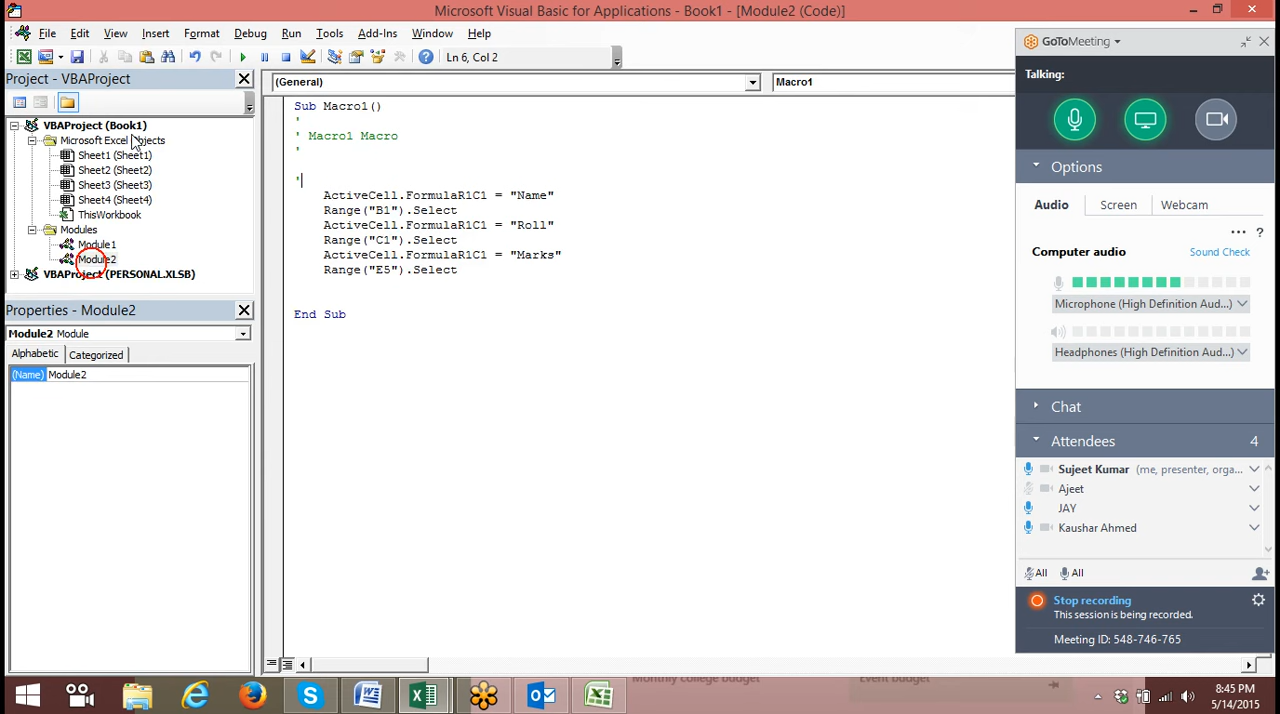 Microsoft Visual Basic for Applications - Book1 - [Module2 (Code)]
File Edit View Insert Format Debug Run Tools Add-Ins Window Help
Ln 6, Col 2
Project - VBAProject
VBAProject (Book1)
Microsoft Excel Objects
Sheet1 (Sheet1)
Sheet2 (Sheet2)
Sheet3 (Sheet3)
Sheet4 (Sheet4)
ThisWorkbook
Modules
Module1
Module2
VBAProject (PERSONAL.XLSB)
Properties - Module2
Module2 Module
Alphabetic Categorized
(Name) Module2
(General) Macro1
Sub Macro1()
'
' Macro1 Macro
'
'
ActiveCell.FormulaR1C1 = "Name"
Range("B1").Select
ActiveCell.FormulaR1C1 = "Roll"
Range("C1").Select
ActiveCell.FormulaR1C1 = "Marks"
Range("E5").Select
End Sub
GoToMeeting
Talking:
Options
Audio Screen Webcam
... ?
Computer audio Sound Check
Microphone (High Definition Aud...)
Headphones (High Definition Aud...)
Chat
Attendees 4
Sujeet Kumar (me, presenter, orga...
Ajeet
JAY
Kaushar Ahmed
All All
Stop recording
This session is being recorded.
Meeting ID: 548-746-765
Monthly college budget Event budget
8:45 PM
5/14/2015